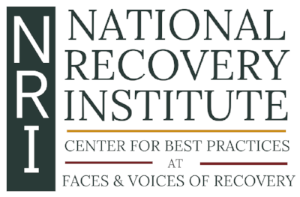 NRI
NATIONAL
RECOVERY
INSTITUTE
CENTER FOR BEST PRACTICES
AT
FACES & VOICES OF RECOVERY